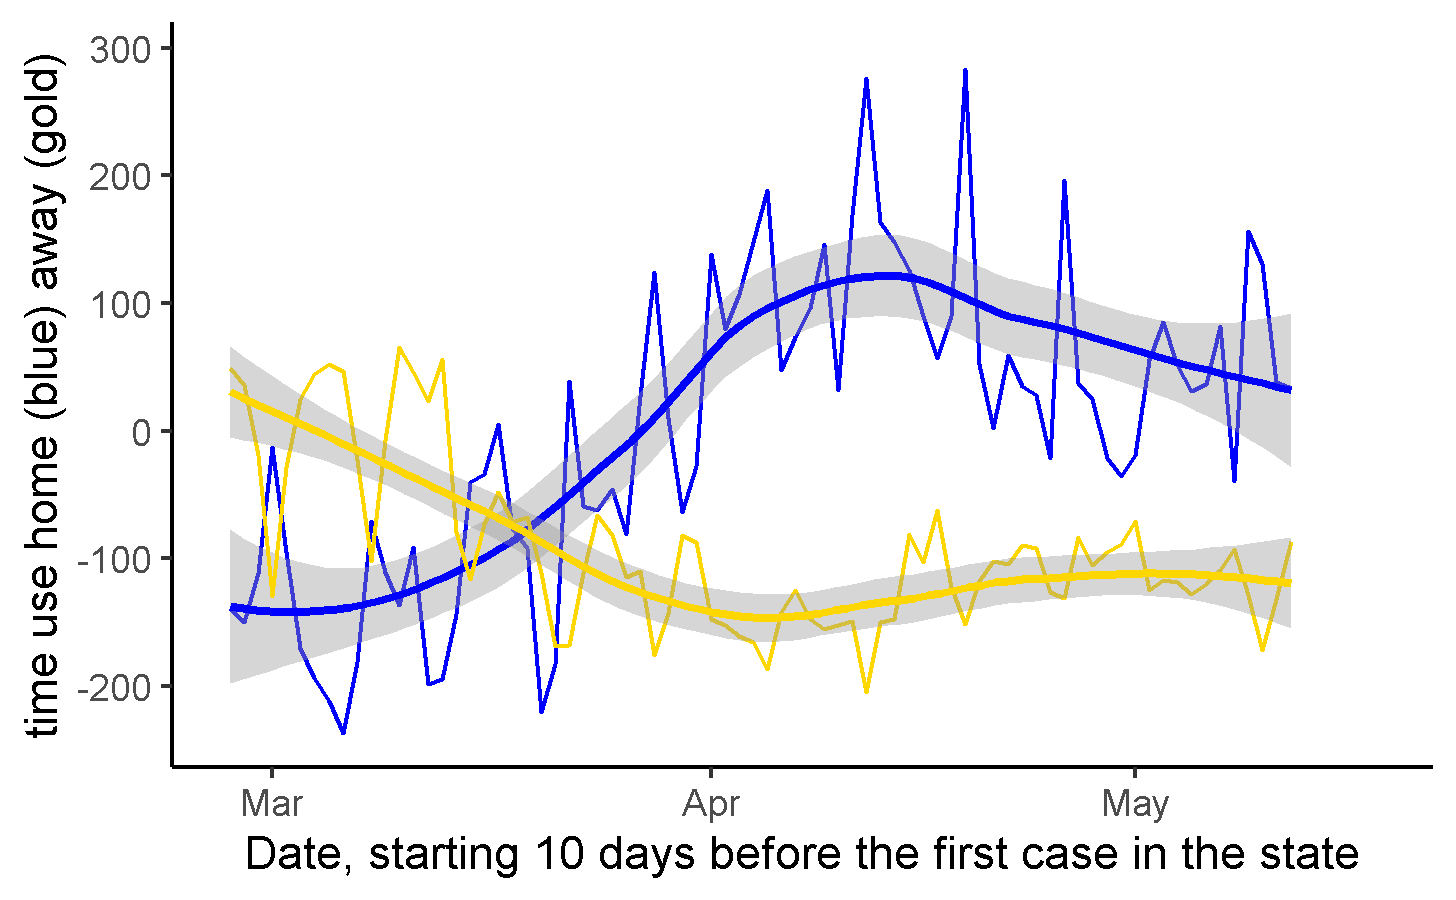 time use home (blue) away (gold)
300
200
100
0
-100
-200
Mar Apr May
Date, starting 10 days before the first case in the state